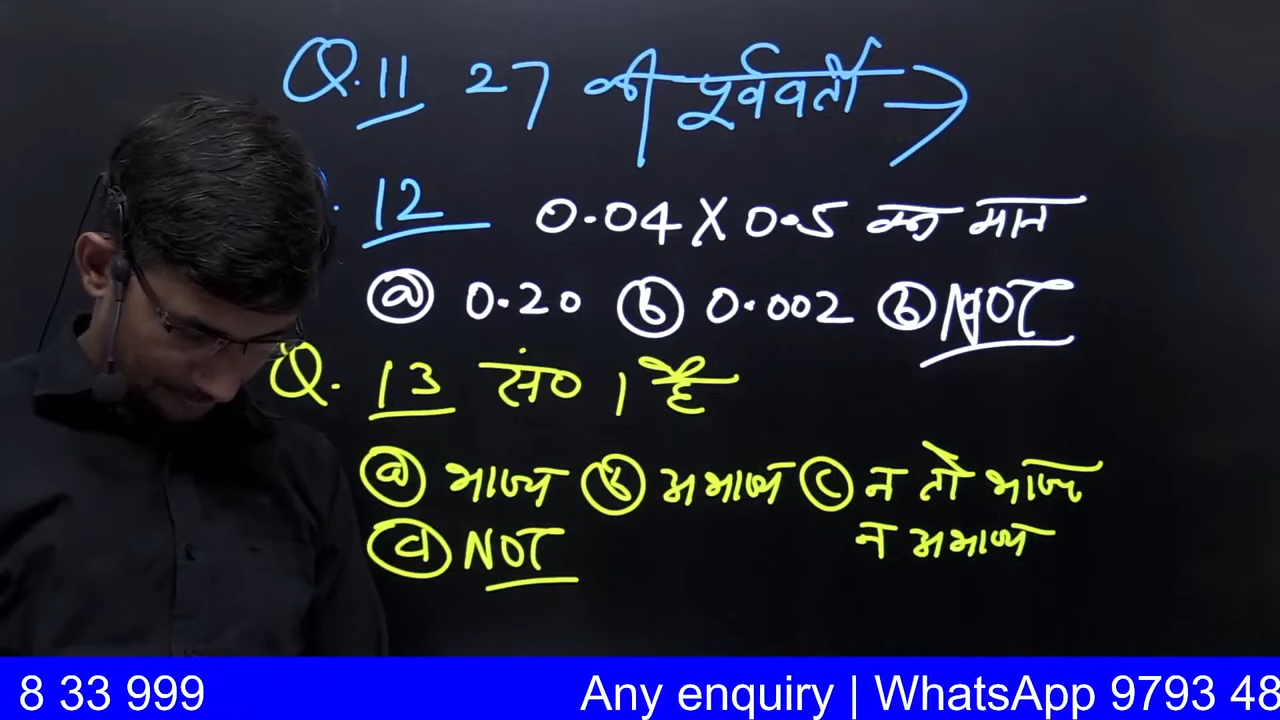 Q.11 27 की पूर्ववर्ती →
. 12 0.04 X 0.5 का मान
(a) 0.20 (b) 0.002 (b) NOT
Q. 13 सं० 1 है
(a) भाज्य (b) अभाज्य (c) न तो भाज्य
न अभाज्य
(d) NOT
8 33 999 Any enquiry | WhatsApp 9793 48